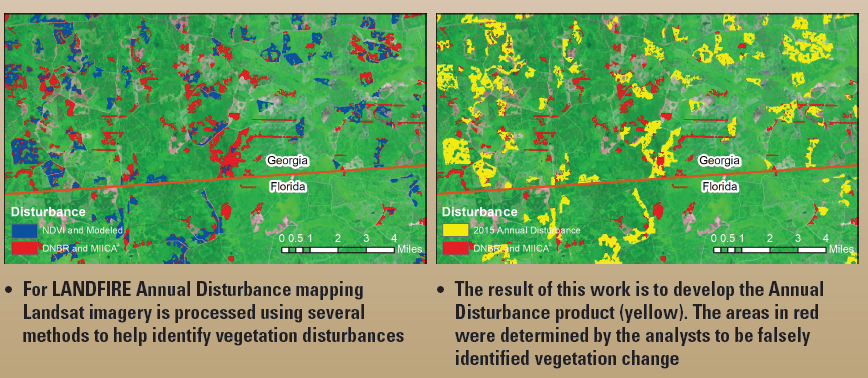 Georgia
Florida
Disturbance
NDVI and Modeled
DNBR and MIICA
0 0.5 1 2 3 4
Miles
• For LANDFIRE Annual Disturbance mapping
Landsat imagery is processed using several
methods to help identify vegetation disturbances
Georgia
Florida
Disturbance
2015 Annual Disturbance
DNBR and MIICA
0 0.5 1 2 3 4
Miles
• The result of this work is to develop the Annual
Disturbance product (yellow). The areas in red
were determined by the analysts to be falsely
identified vegetation change